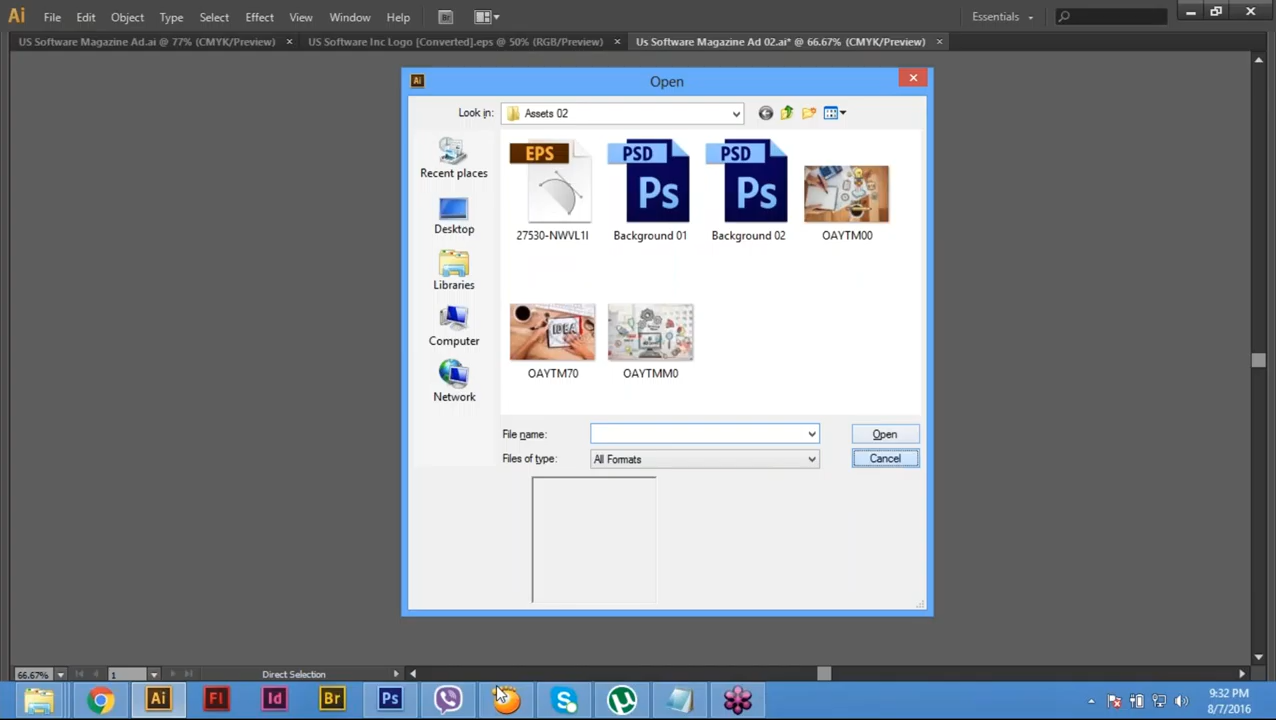 Ai File Edit Object Type Select Effect View Window Help Br Essentials
US Software Magazine Ad.ai @ 77% (CMYK/Preview) × US Software Inc Logo [Converted].eps @ 50% (RGB/Preview) × Us Software Magazine Ad 02.ai* @ 66.67% (CMYK/Preview) ×
Ai Open
Look in: Assets 02
EPS PSD PSD
Ps Ps
Recent places
27530-NWVL1I Background 01 Background 02 OAYTM00
Desktop
Libraries
IDEA
Computer
OAYTM70 OAYTMM0
Network
File name: Open
Files of type: All Formats Cancel
66.67% 1 Direct Selection
Ai Fl Id Br Ps
9:32 PM
8/7/2016